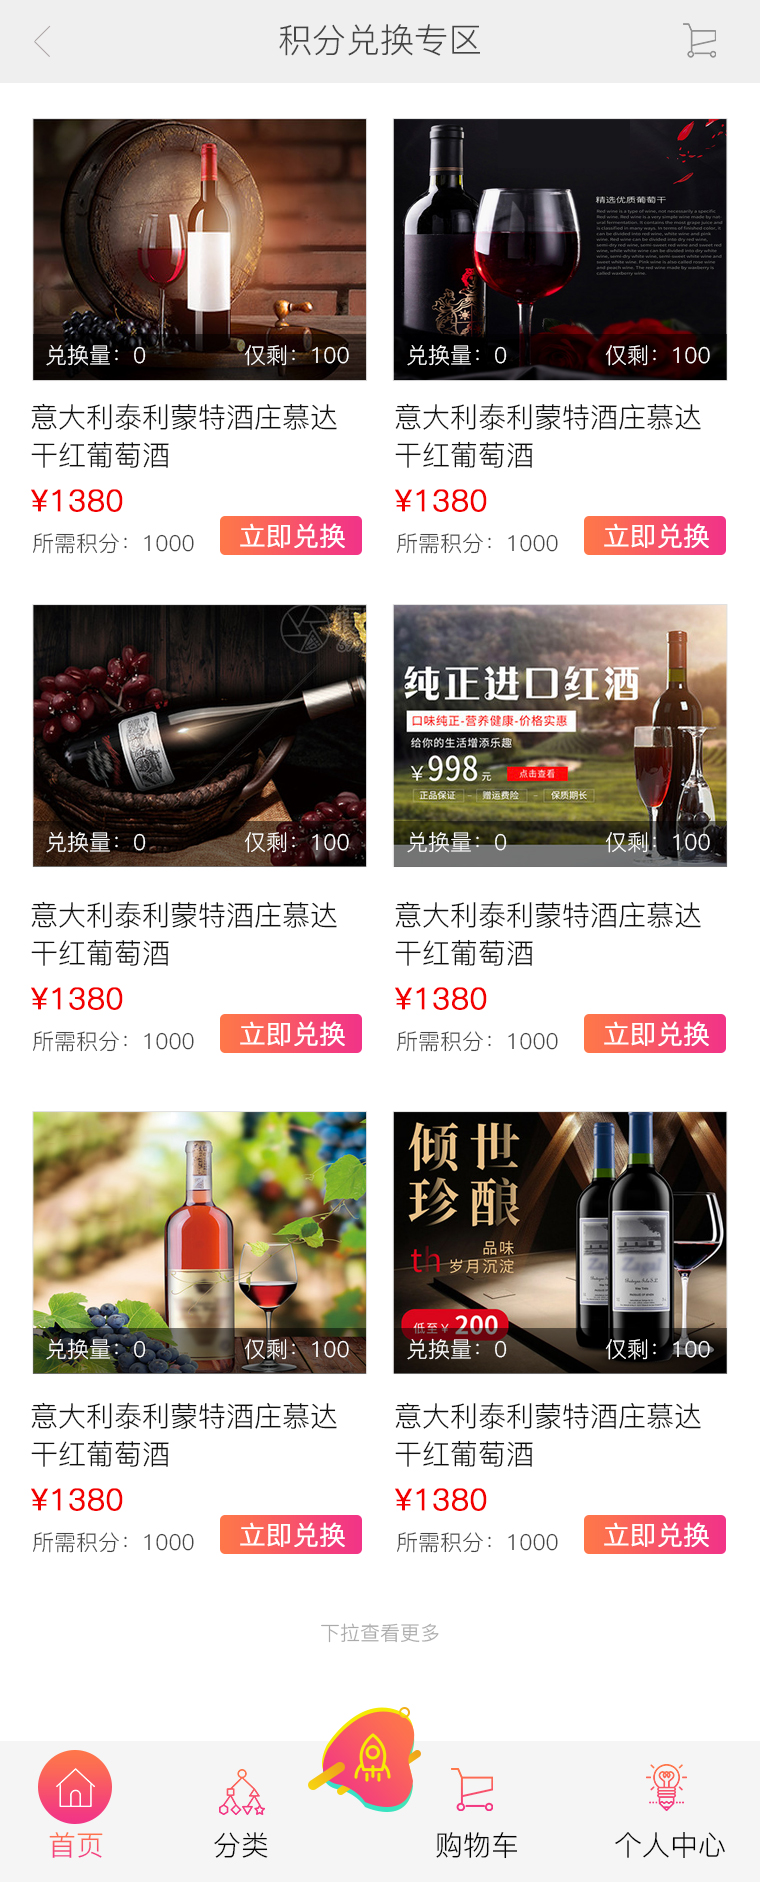 积分兑换专区
精选优质葡萄干
Red wine is a type of wine, not necessarily a specific
兑换量：0 仅剩：100
兑换量：0 仅剩：100
意大利泰利蒙特酒庄慕达
干红葡萄酒
¥1380
所需积分：1000
立即兑换
意大利泰利蒙特酒庄慕达
干红葡萄酒
¥1380
所需积分：1000
立即兑换
兑换量：0 仅剩：100
纯正进口红酒
口味纯正-营养健康-价格实惠
给你的生活增添乐趣
¥998元
点击查看
正品保证 - 赠运费险 - 保质期长
兑换量：0 仅剩：100
意大利泰利蒙特酒庄慕达
干红葡萄酒
¥1380
所需积分：1000
立即兑换
意大利泰利蒙特酒庄慕达
干红葡萄酒
¥1380
所需积分：1000
立即兑换
兑换量：0 仅剩：100
倾世
珍酿
th
品味
岁月沉淀
低至¥200
兑换量：0 仅剩：100
意大利泰利蒙特酒庄慕达
干红葡萄酒
¥1380
所需积分：1000
立即兑换
意大利泰利蒙特酒庄慕达
干红葡萄酒
¥1380
所需积分：1000
立即兑换
下拉查看更多
首页
分类
购物车
个人中心